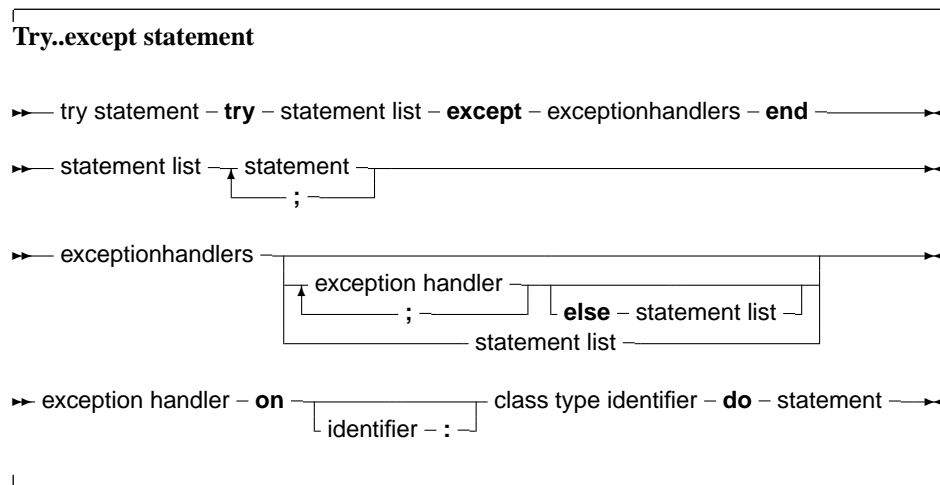 Try..except statement
try statement – try – statement list – except – exceptionhandlers – end
statement list – statement
;
exceptionhandlers
exception handler
; else – statement list
statement list
exception handler – on class type identifier – do – statement
identifier – :